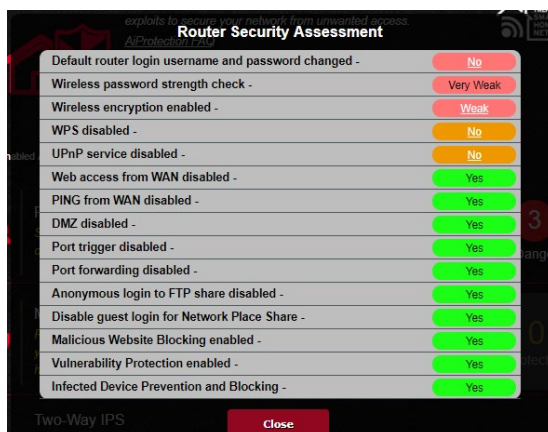 exploits to secure your network from unwanted access.
AiProtection FAQ
Router Security Assessment
Default router login username and password changed - No
Wireless password strength check - Very Weak
Wireless encryption enabled - Weak
WPS disabled - No
UPnP service disabled - No
Web access from WAN disabled - Yes
PING from WAN disabled - Yes
DMZ disabled - Yes
Port trigger disabled - Yes
Port forwarding disabled - Yes
Anonymous login to FTP share disabled - Yes
Disable guest login for Network Place Share - Yes
Malicious Website Blocking enabled - Yes
Vulnerability Protection enabled - Yes
Infected Device Prevention and Blocking - Yes
3
0
Two-Way IPS
Close